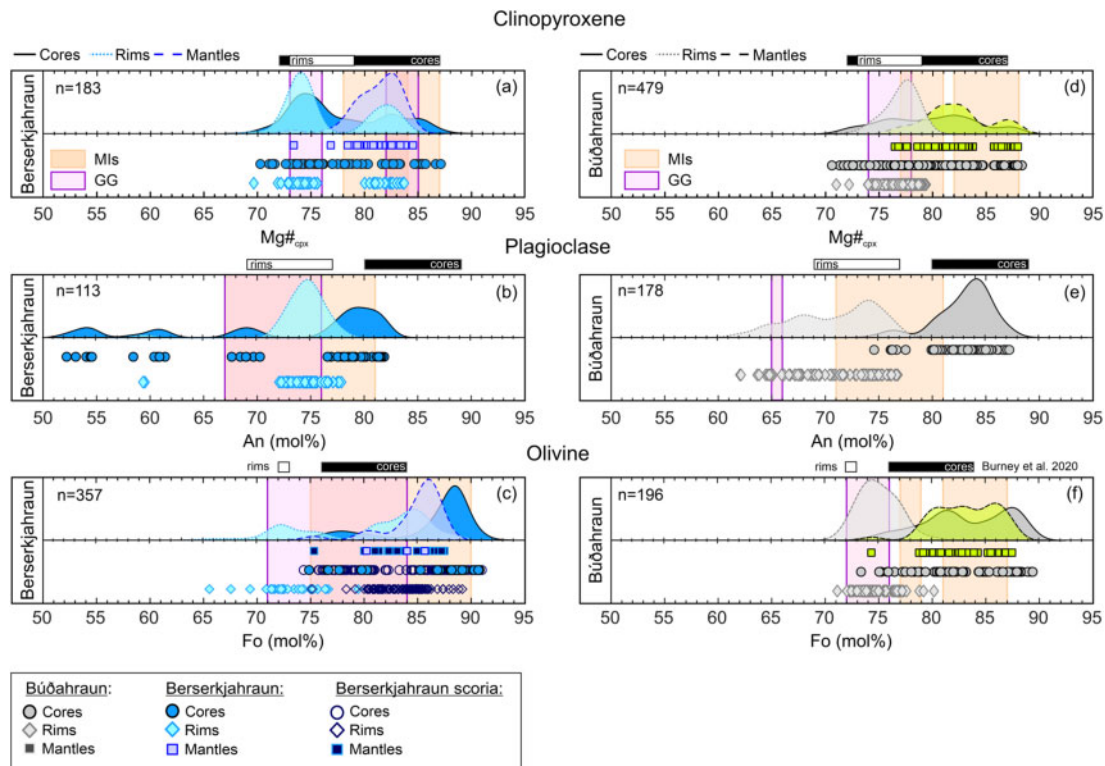 Clinopyroxene
Cores Rims Mantles
rims cores
Berserkjahraun
n=183
(a)
MIs
GG
50 55 60 65 70 75 80 85 90 95
Mg#cpx
Rims Mantles
Cores
rims cores
Búðahraun
n=479
(d)
MIs
GG
50 55 60 65 70 75 80 85 90 95
Mg#cpx
Plagioclase
rims cores
Berserkjahraun
n=113
(b)
50 55 60 65 70 75 80 85 90 95
An (mol%)
rims cores
Búðahraun
n=178
(e)
50 55 60 65 70 75 80 85 90 95
An (mol%)
Olivine
rims cores
Berserkjahraun
n=357
(c)
50 55 60 65 70 75 80 85 90 95
Fo (mol%)
rims cores Burney et al. 2020
Búðahraun
n=196
(f)
50 55 60 65 70 75 80 85 90 95
Fo (mol%)
Búðahraun: Berserkjahraun: Berserkjahraun scoria:
Cores Cores Cores
Rims Rims Rims
Mantles Mantles Mantles